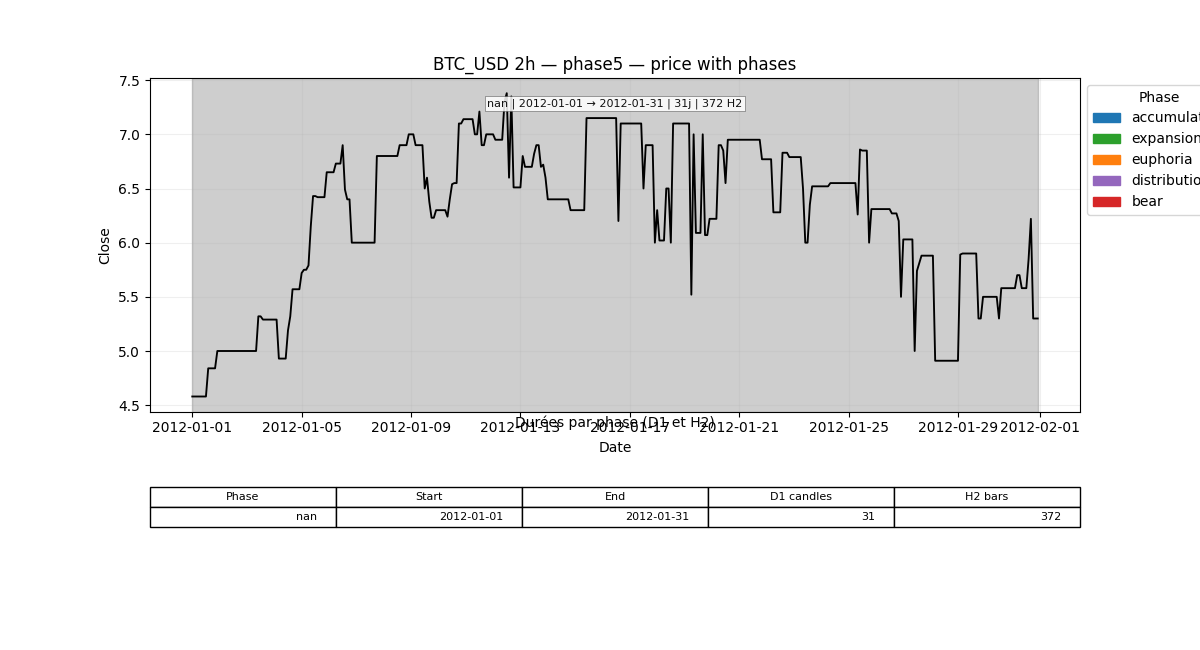 BTC_USD 2h — phase5 — price with phases
nan | 2012-01-01 → 2012-01-31 | 31j | 372 H2
Close
7.5
7.0
6.5
6.0
5.5
5.0
4.5
Phase
accumulat
expansion
euphoria
distributio
bear
Durées par phase (D1 et H2)
2012-01-01 2012-01-05 2012-01-09 2012-01-13 2012-01-17 2012-01-21 2012-01-25 2012-01-29 2012-02-01
Date
Phase Start End D1 candles H2 bars
nan 2012-01-01 2012-01-31 31 372